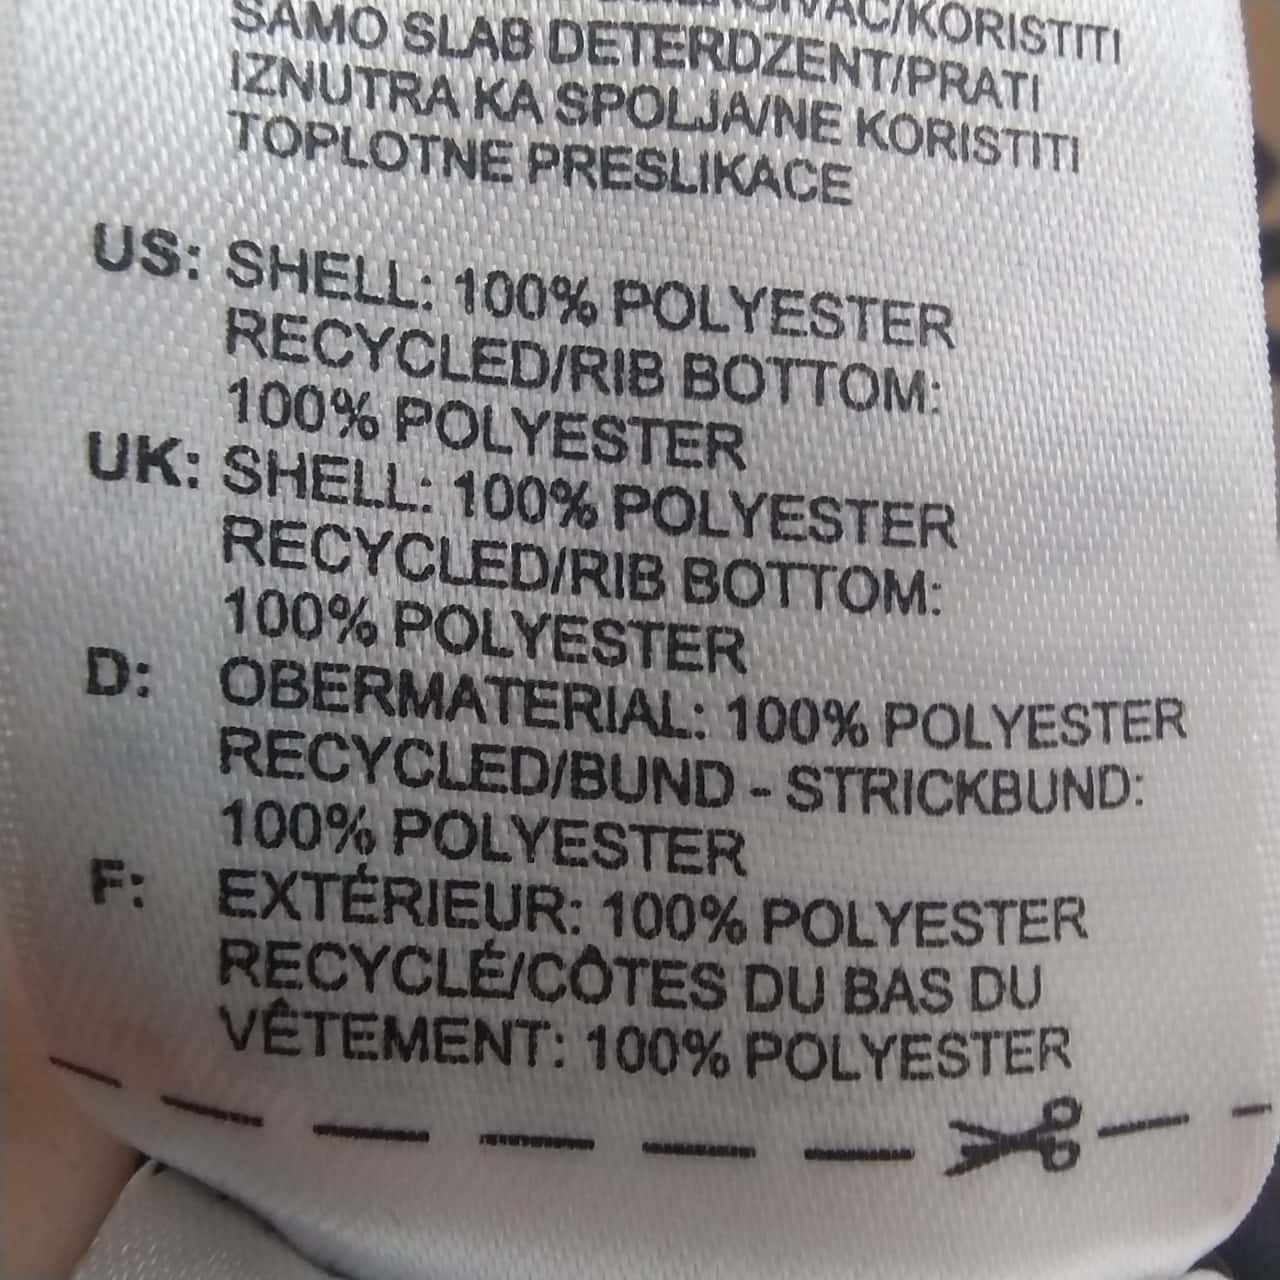 KORISTITI
SAMO SLAB DETERDZENT/PRATI
IZNUTRA KA SPOLJA/NE KORISTITI
TOPLOTNE PRESLIKACE
US: SHELL: 100% POLYESTER
RECYCLED/RIB BOTTOM:
100% POLYESTER
UK: SHELL: 100% POLYESTER
RECYCLED/RIB BOTTOM:
100% POLYESTER
D: OBERMATERIAL: 100% POLYESTER
RECYCLED/BUND - STRICKBUND:
100% POLYESTER
F: EXTÉRIEUR: 100% POLYESTER
RECYCLÉ/CÔTES DU BAS DU
VÊTEMENT: 100% POLYESTER